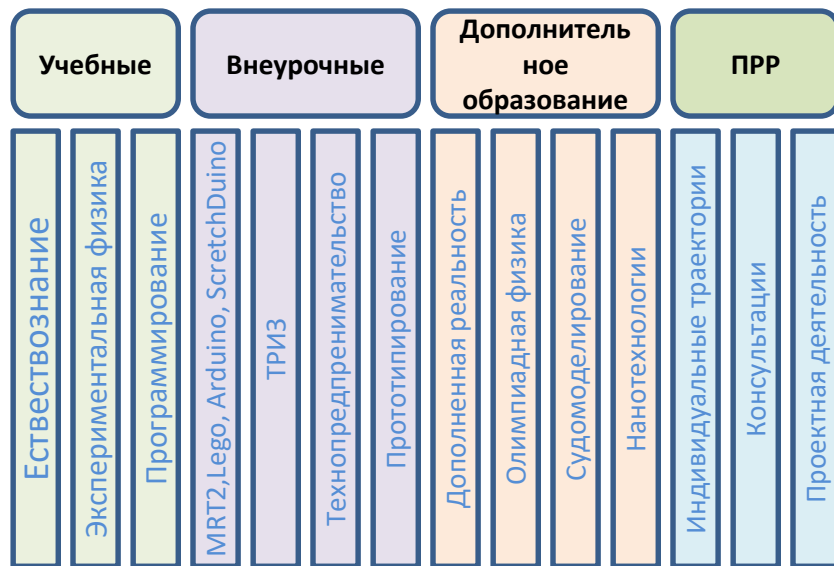 Учебные
Внеурочные
Дополнитель
ное
образование
ПРР
Ествествознание
Экспериментальная физика
Программирование
MRT2,Lego, Arduino, ScretchDuino
ТРИЗ
Технопредпренимательство
Прототипирование
Дополненная реальность
Олимпиадная физика
Судомоделирование
Нанотехнологии
Индивидуальные траектории
Консультации
Проектная деятельность